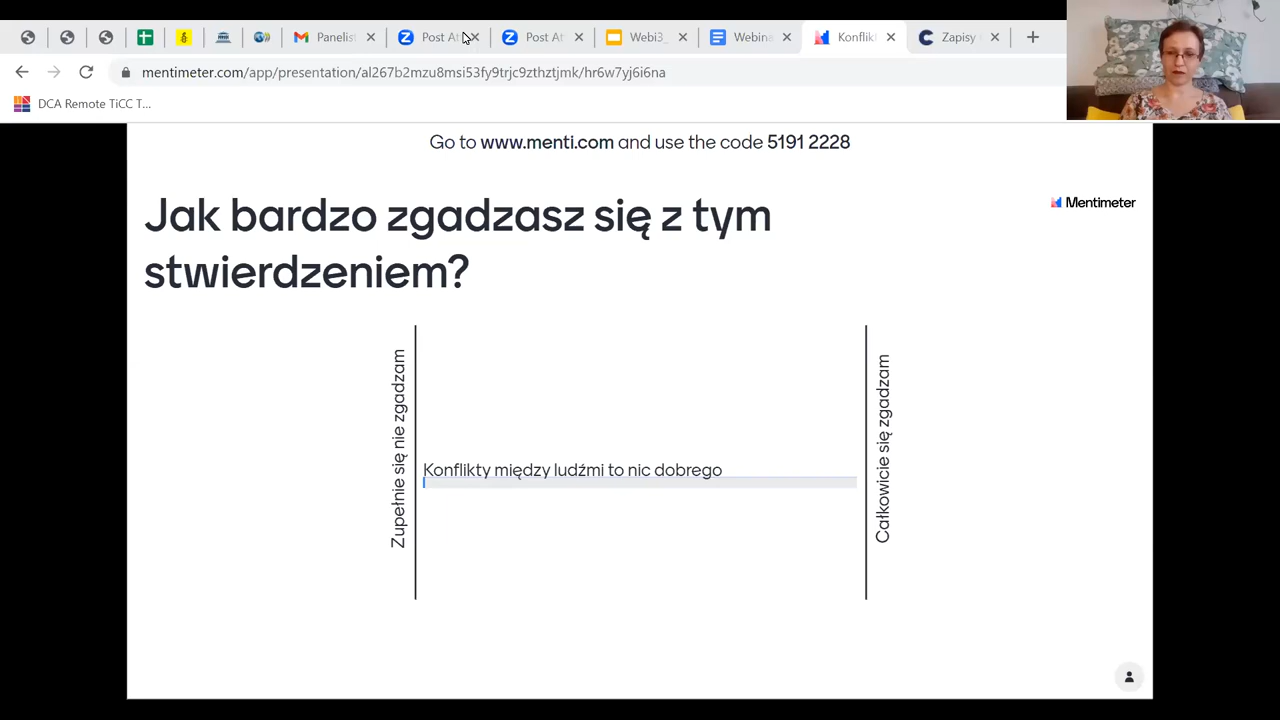 Panelis
Post At
Post At
Webi3_
Webina
Konflik
Zapisy
mentimeter.com/app/presentation/al267b2mzu8msi53fy9trjc9zthztjmk/hr6w7yj6i6na
DCA Remote TiCC T...
Go to www.menti.com and use the code 5191 2228
Jak bardzo zgadzasz się z tym
stwierdzeniem?
Mentimeter
Zupełnie się nie zgadzam
Konflikty między ludźmi to nic dobrego
Całkowicie się zgadzam